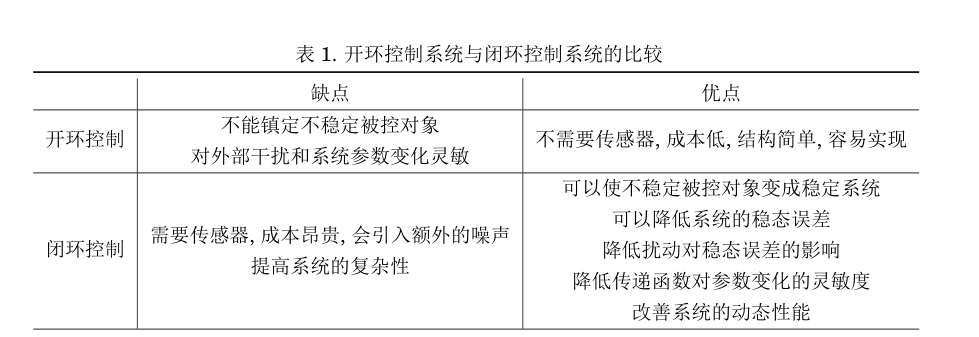 表 1. 开环控制系统与闭环控制系统的比较
缺点 优点
开环控制
不能镇定不稳定被控对象
对外部干扰和系统参数变化灵敏
不需要传感器, 成本低, 结构简单, 容易实现
闭环控制
需要传感器, 成本昂贵, 会引入额外的噪声
提高系统的复杂性
可以使不稳定被控对象变成稳定系统
可以降低系统的稳态误差
降低扰动对稳态误差的影响
降低传递函数对参数变化的灵敏度
改善系统的动态性能